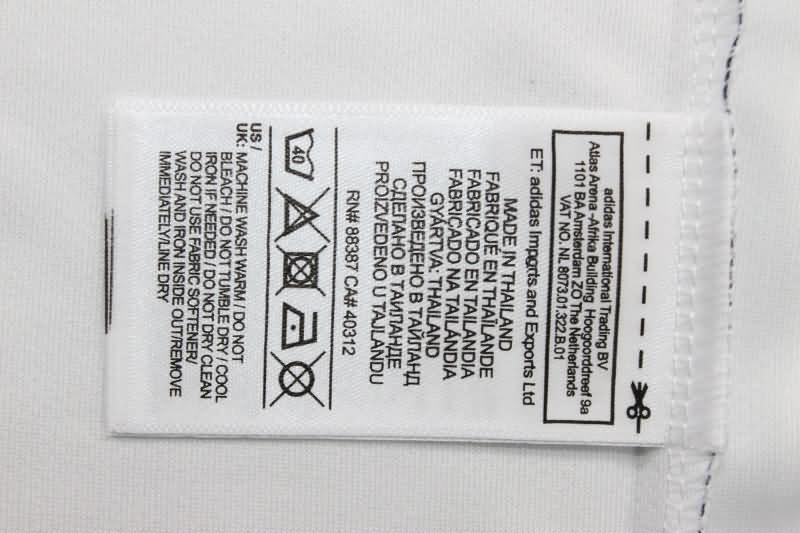 adidas International Trading BV
Atlas Arena -Afrika Building Hoogoorddreef 9a
1101 BA Amsterdam ZO The Netherlands
VAT NO. NL 8073.01.322.B.01
ET: adidas Imports and Exports Ltd
MADE IN THAILAND
FABRIQUÉ EN THAÏLANDE
FABRICADO EN TAILANDIA
FABRICADO NA TAILÂNDIA
GYÁRTVA: THAILAND
ПРОИЗВЕДЕНО В ТАЙЛАНД
СДЕЛАНО В ТАИЛАНДЕ
PROIZVEDENO U TAJLANDU
RN# 88387 CA# 40312
40
US /
UK: MACHINE WASH WARM / DO NOT
BLEACH / DO NOT TUMBLE DRY / COOL
IRON IF NEEDED / DO NOT DRY CLEAN
DO NOT USE FABRIC SOFTENER/
WASH AND IRON INSIDE OUT/REMOVE
IMMEDIATELY/LINE DRY